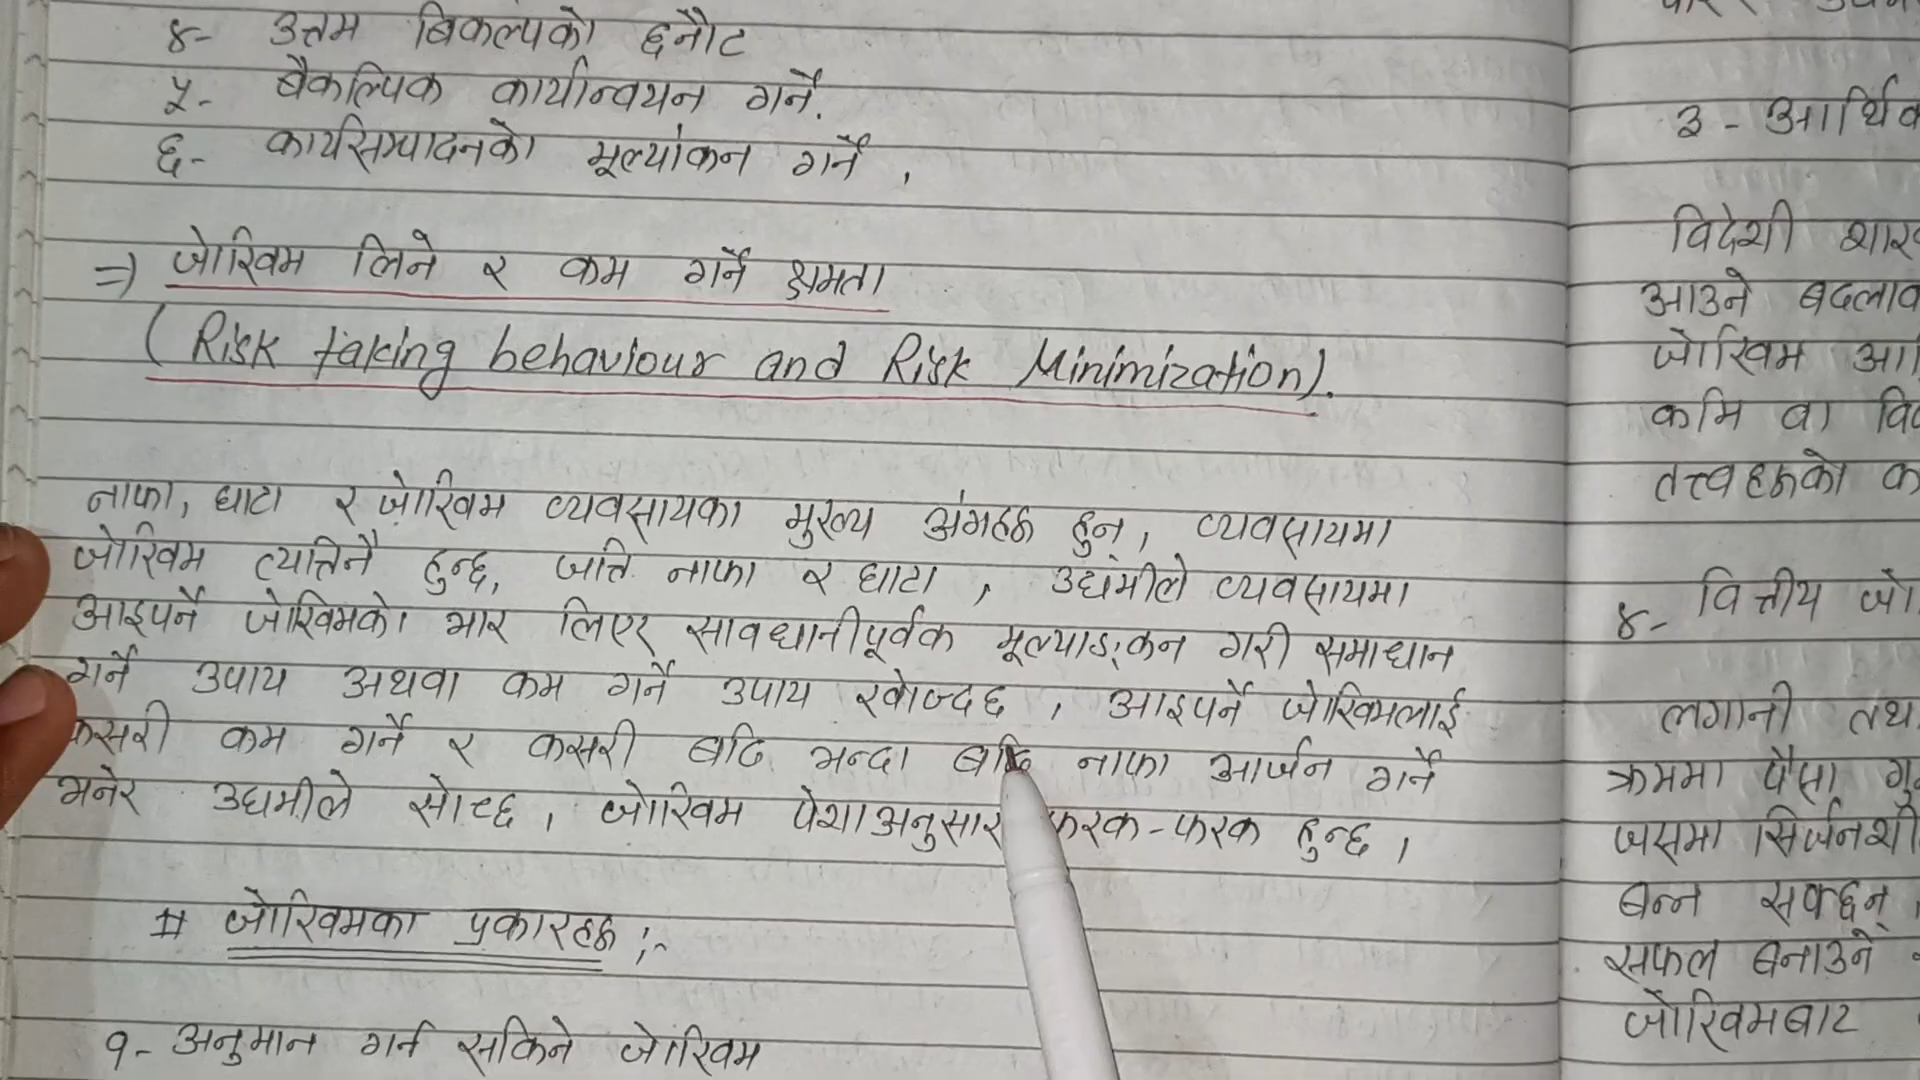 ४- उत्तम बिकल्पको छनौट
५- बैकल्पिक कार्यान्वयन गर्ने.
६- कार्यसम्पादनको मूल्यांकन गर्ने ,
=) जोखिम लिने र कम गर्ने क्षमता
(Risk taking behaviour and Risk Minimization).
नाफा, घाटा र जोखिम व्यवसायका मुख्य अंगहरू हुन्, व्यवसायमा
जोखिम त्यत्तिनै हुन्छ, जत्ति नाफा र घाटा , उद्यमीले व्यवसायमा
आइपर्ने जोखिमको भार लिएर सावधानीपूर्वक मूल्याङ्कन गरी समाधान
गर्ने उपाय अथवा कम गर्ने उपाय खोज्दछ , आइपर्ने जोखिमलाई
कसरी कम गर्ने र कसरी बढि भन्दा बढि नाफा आर्जन गर्ने
भनेर उद्यमीले सोच्छ , जोखिम पेशाअनुसार फरक-फरक हुन्छ ,
# जोखिमका प्रकारहरू ;-
१- अनुमान गर्न सकिने जोखिम
३- आर्थिक
विदेशी
आउने बदलाव
जोखिम
कमि वा
तत्त्वहरूको
४- वित्तीय
लगानी
क्रममा पैसा
जसमा
बन्न सक्छन्
सफल बनाउने
जोखिमबाट